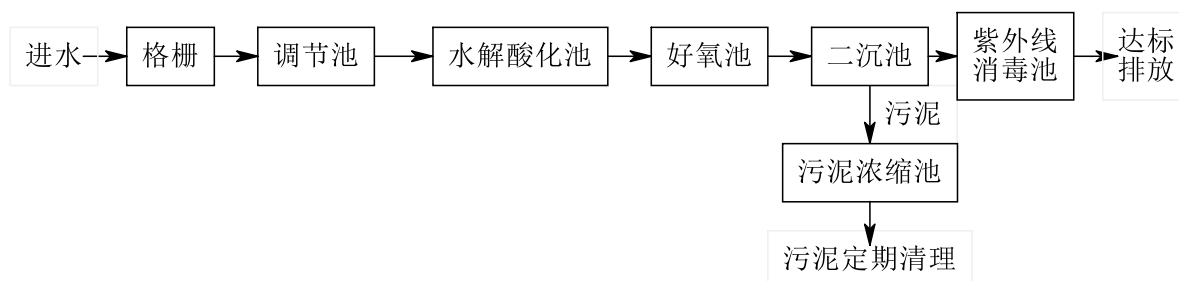 进水
格栅
调节池
水解酸化池
好氧池
二沉池
紫外线
消毒池
达标
排放
污泥
污泥浓缩池
污泥定期清理